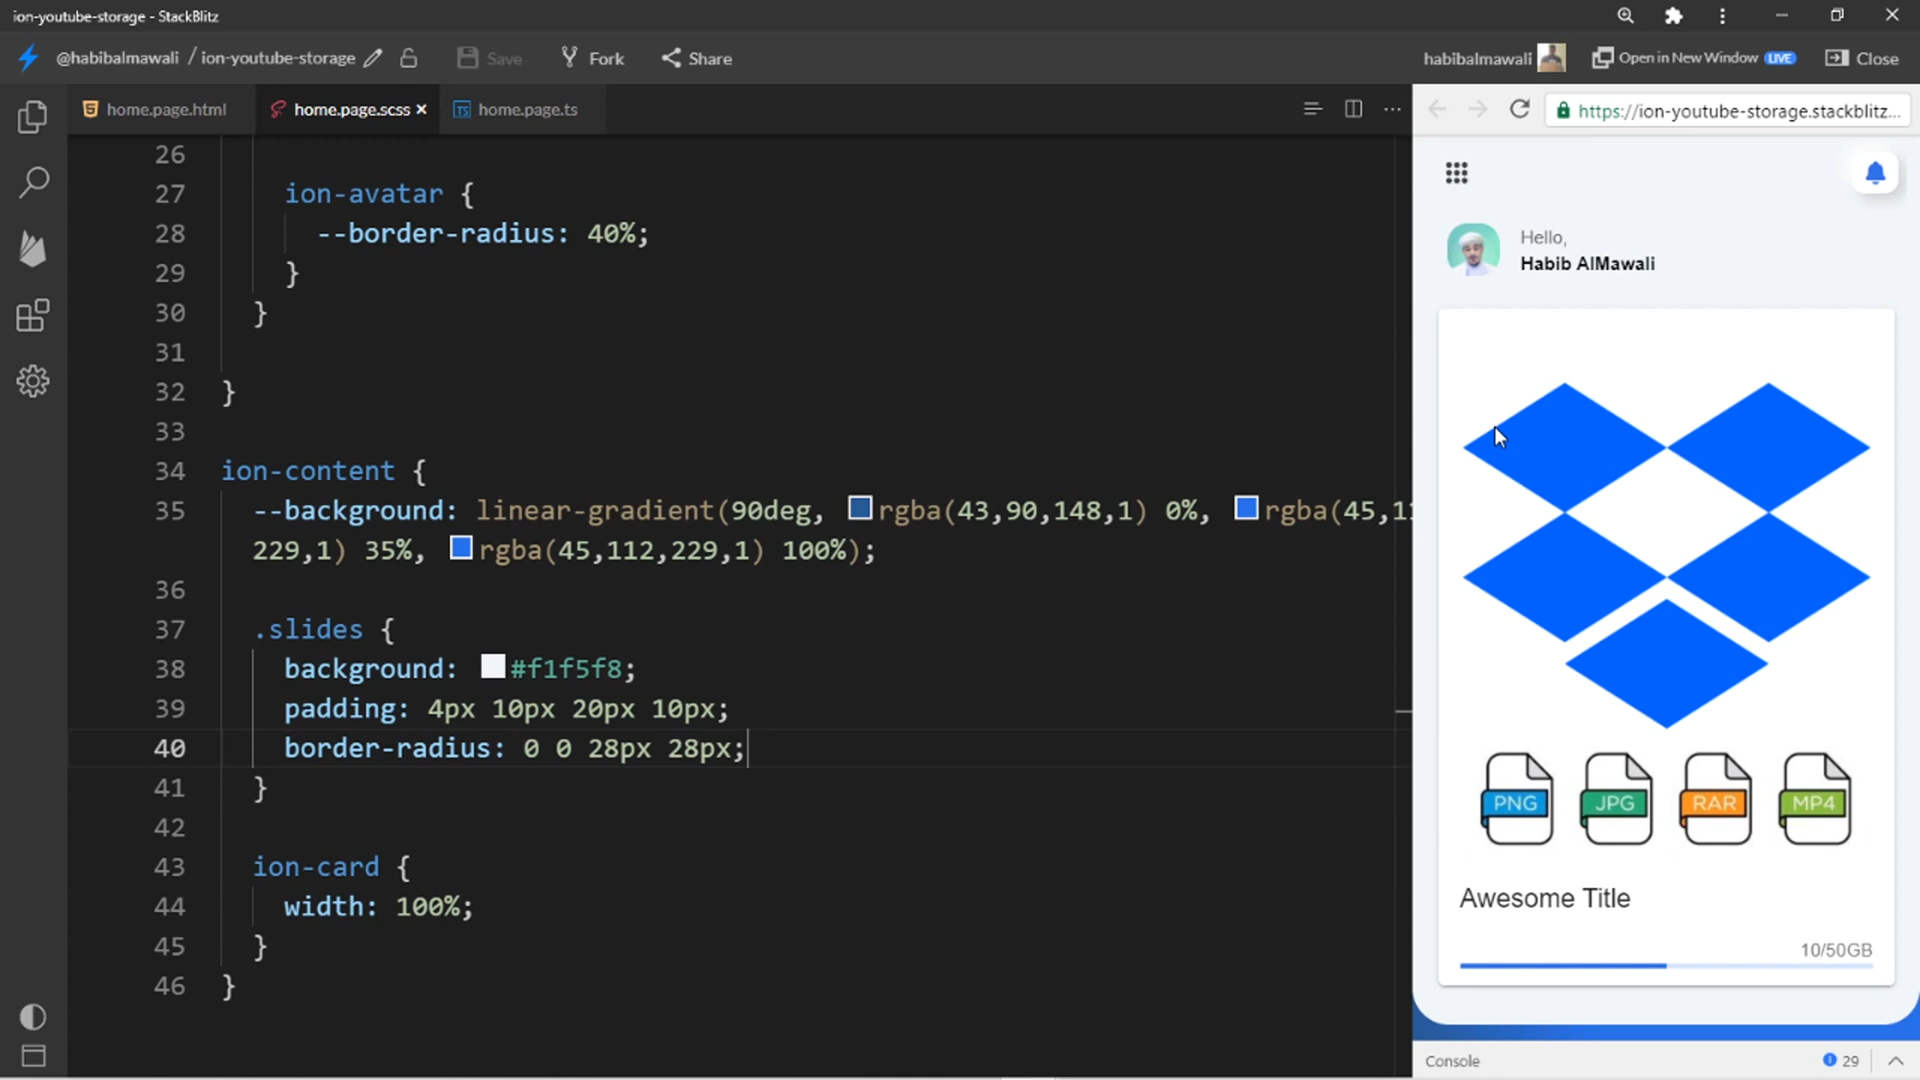 ion-youtube-storage - StackBlitz
@habibalmawali / ion-youtube-storage
Save
Fork
Share
habibalmawali
Open in New Window LIVE
Close
home.page.html
home.page.scss
home.page.ts
https://ion-youtube-storage.stackblitz...
26
27 ion-avatar {
28 --border-radius: 40%;
29 }
30 }
31
32 }
33
34 ion-content {
35 --background: linear-gradient(90deg, rgba(43,90,148,1) 0%, rgba(45,11
229,1) 35%, rgba(45,112,229,1) 100%);
36
37 .slides {
38 background: #f1f5f8;
39 padding: 4px 10px 20px 10px;
40 border-radius: 0 0 28px 28px;
41 }
42
43 ion-card {
44 width: 100%;
45 }
46 }
Hello,
Habib AlMawali
PNG
JPG
RAR
MP4
Awesome Title
10/50GB
Console
29